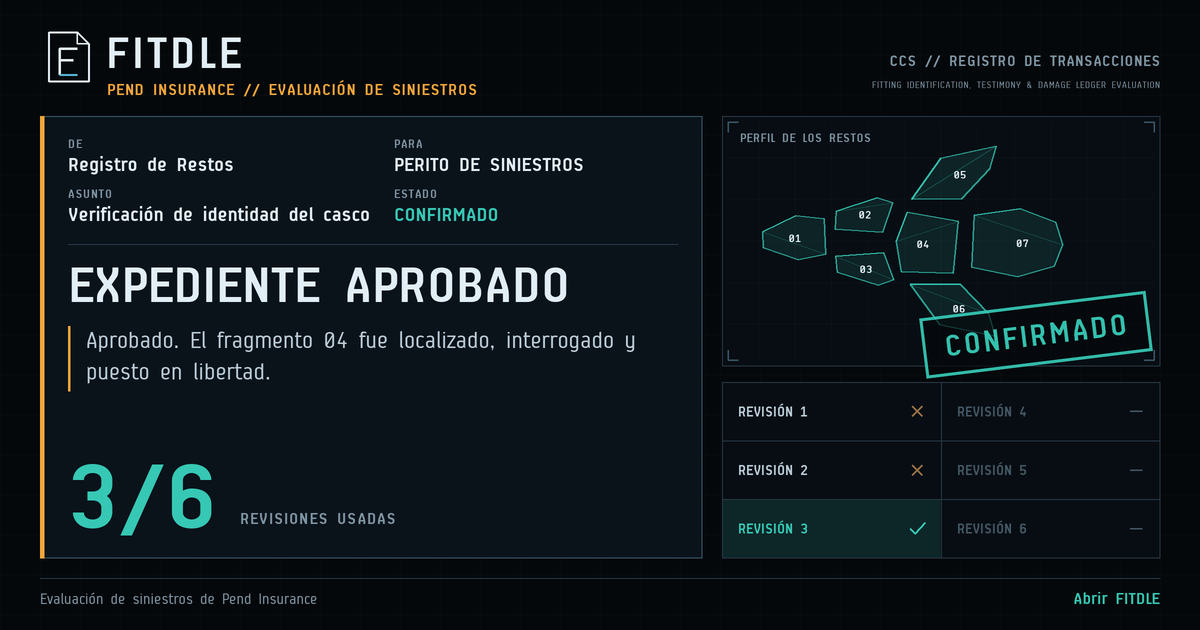 FITDLE
PEND INSURANCE // EVALUACIÓN DE SINIESTROS
CCS // REGISTRO DE TRANSACCIONES
FITTING IDENTIFICATION, TESTIMONY & DAMAGE LEDGER EVALUATION
DE
Registro de Restos
PARA
PERITO DE SINIESTROS
ASUNTO
Verificación de identidad del casco
ESTADO
CONFIRMADO
EXPEDIENTE APROBADO
Aprobado. El fragmento 04 fue localizado, interrogado y
puesto en libertad.
3/6
REVISIONES USADAS
PERFIL DE LOS RESTOS
05
02
01
04
07
03
06
CONFIRMADO
REVISIÓN 1
REVISIÓN 4
REVISIÓN 2
REVISIÓN 5
REVISIÓN 3
REVISIÓN 6
Evaluación de siniestros de Pend Insurance
Abrir FITDLE